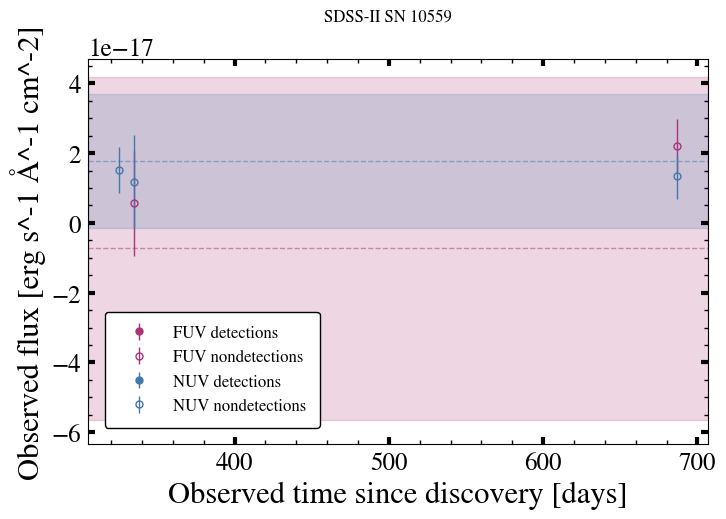 SDSS-II SN 10559
1e−17
Observed flux [erg s^-1 Å^-1 cm^-2]
4
2
0
−2
−4
−6
FUV detections
FUV nondetections
NUV detections
NUV nondetections
400
500
600
700
Observed time since discovery [days]